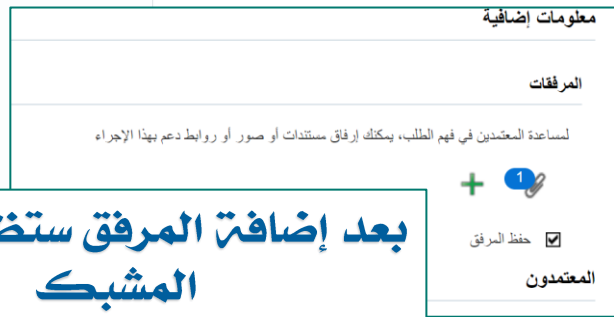 معلومات إضافية
المرفقات
لمساعدة المعتمدين في فهم الطلب، يمكنك إرفاق مستندات أو صور أو روابط دعم بهذا الإجراء
1
حفظ المرفق
المعتمدون
بعد إضافة المرفق
المشبك